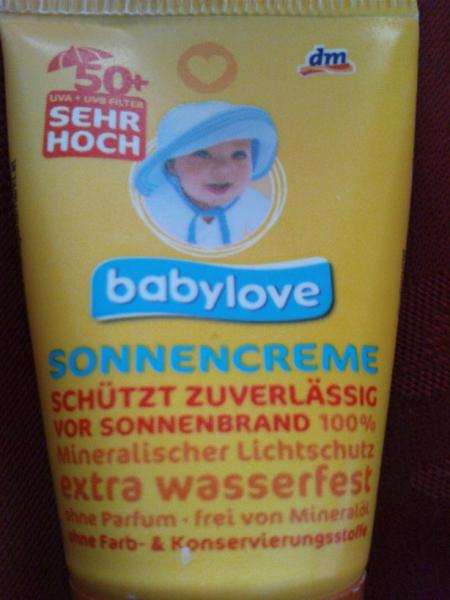 50+
dm
UVA + UVB FILTER
SEHR
HOCH
babylove
SONNENCREME
SCHÜTZT ZUVERLÄSSIG
VOR SONNENBRAND 100%
Mineralischer Lichtschutz
extra wasserfest
ohne Parfum · frei von Mineralöl
ohne Farb- & Konservierungsstoffe